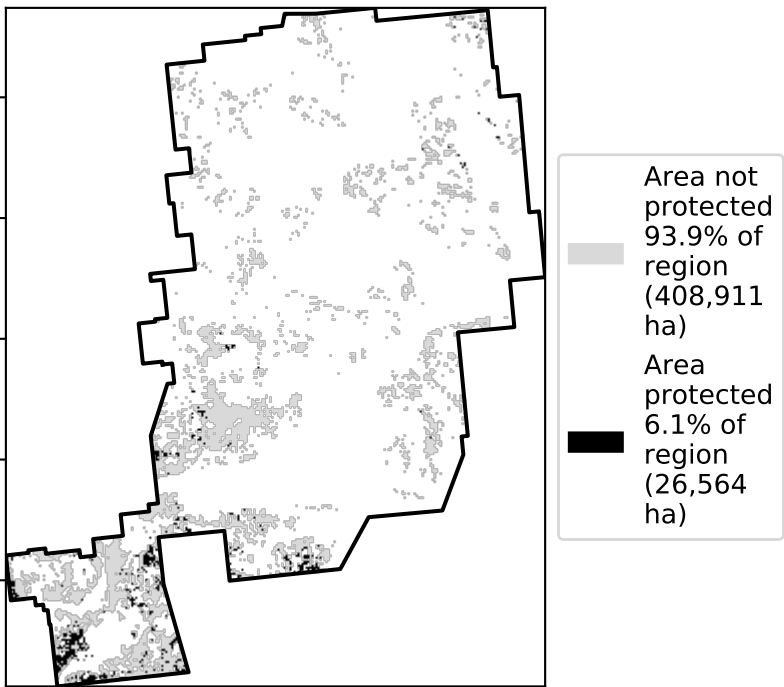 Area not
protected
93.9% of
region
(408,911
ha)
Area
protected
6.1% of
region
(26,564
ha)